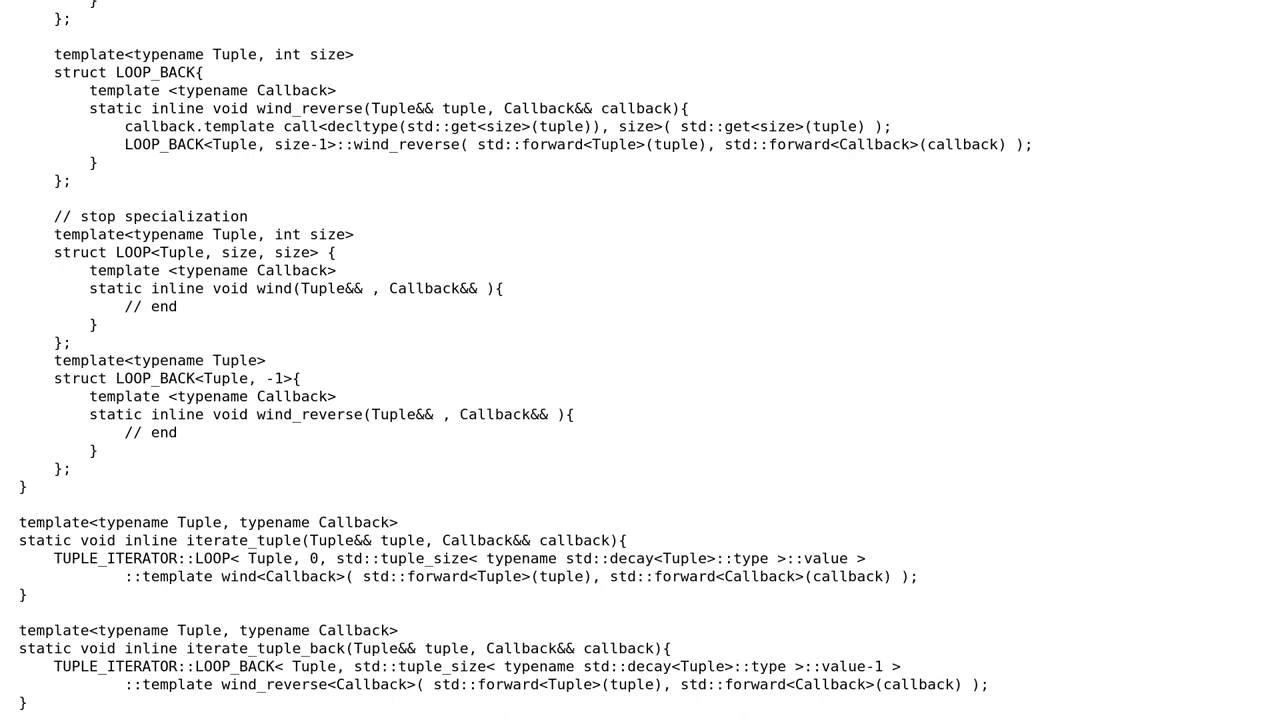 }
};
template<typename Tuple, int size>
struct LOOP_BACK{
template <typename Callback>
static inline void wind_reverse(Tuple&& tuple, Callback&& callback){
callback.template call<decltype(std::get<size>(tuple)), size>( std::get<size>(tuple) );
LOOP_BACK<Tuple, size-1>::wind_reverse( std::forward<Tuple>(tuple), std::forward<Callback>(callback) );
}
};
// stop specialization
template<typename Tuple, int size>
struct LOOP<Tuple, size, size> {
template <typename Callback>
static inline void wind(Tuple&& , Callback&& ){
// end
}
};
template<typename Tuple>
struct LOOP_BACK<Tuple, -1>{
template <typename Callback>
static inline void wind_reverse(Tuple&& , Callback&& ){
// end
}
};
}
template<typename Tuple, typename Callback>
static void inline iterate_tuple(Tuple&& tuple, Callback&& callback){
TUPLE_ITERATOR::LOOP< Tuple, 0, std::tuple_size< typename std::decay<Tuple>::type >::value >
::template wind<Callback>( std::forward<Tuple>(tuple), std::forward<Callback>(callback) );
}
template<typename Tuple, typename Callback>
static void inline iterate_tuple_back(Tuple&& tuple, Callback&& callback){
TUPLE_ITERATOR::LOOP_BACK< Tuple, std::tuple_size< typename std::decay<Tuple>::type >::value-1 >
::template wind_reverse<Callback>( std::forward<Tuple>(tuple), std::forward<Callback>(callback) );
}